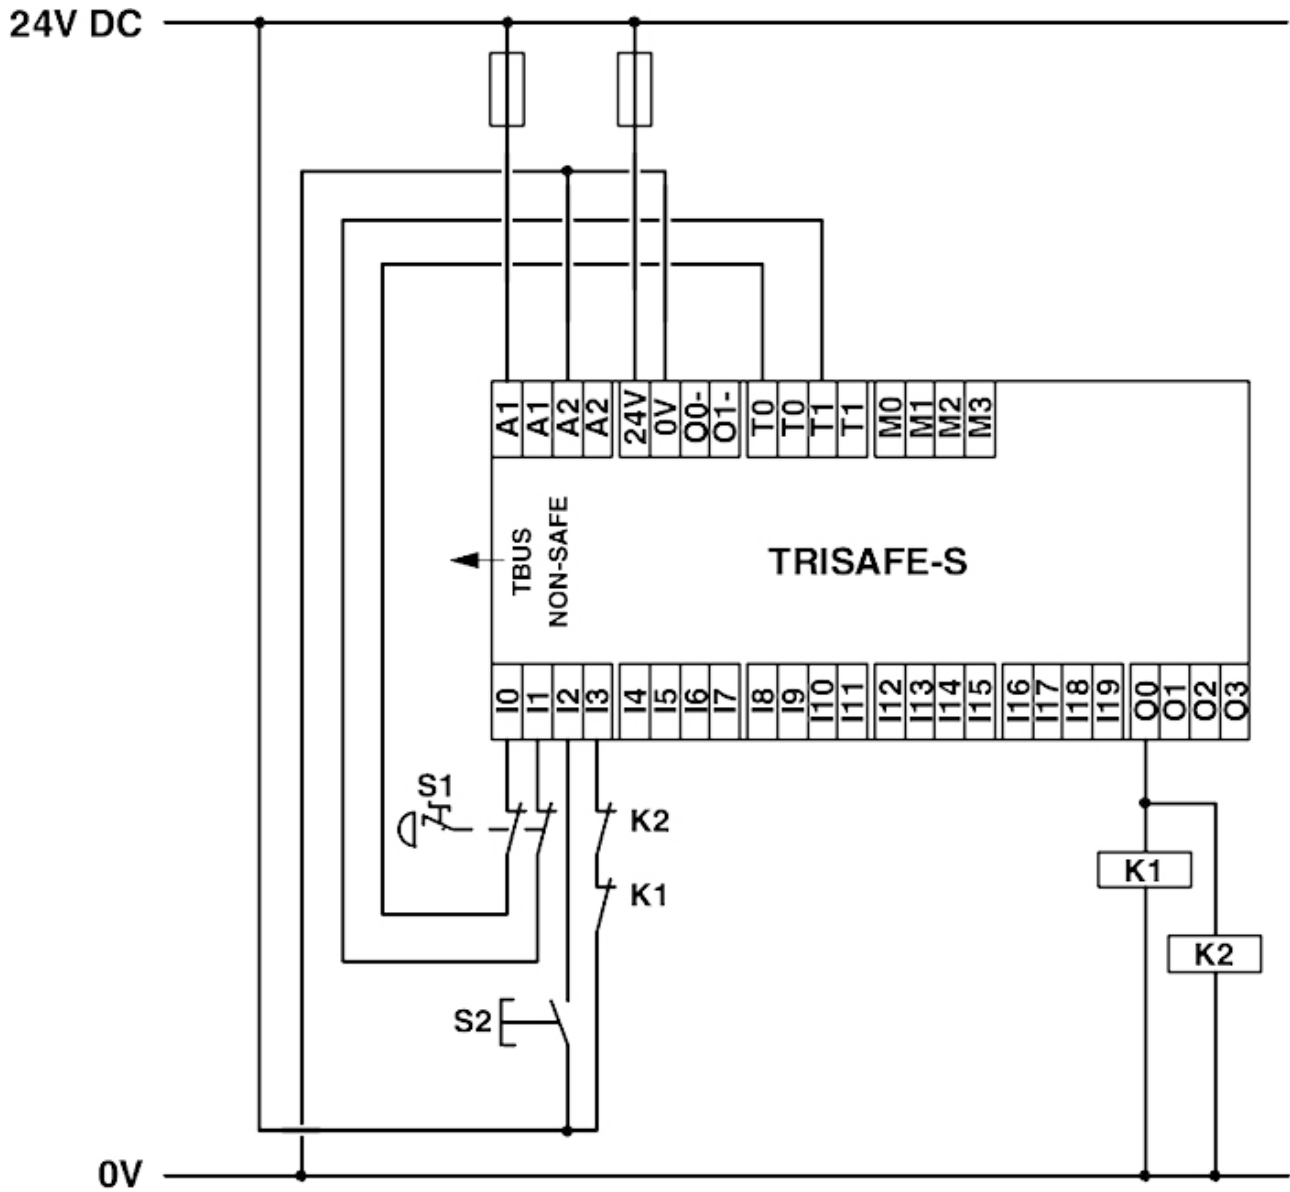 24V DC
A1 A1 A2 A2 24V 0V O0- O1- T0 T0 T1 T1 M0 M1 M2 M3
TBUS
NON-SAFE
TRISAFE-S
I0 I1 I2 I3 I4 I5 I6 I7 I8 I9 I10 I11 I12 I13 I14 I15 I16 I17 I18 I19 O0 O1 O2 O3
S1
K2
K1
K1
K2
S2
0V